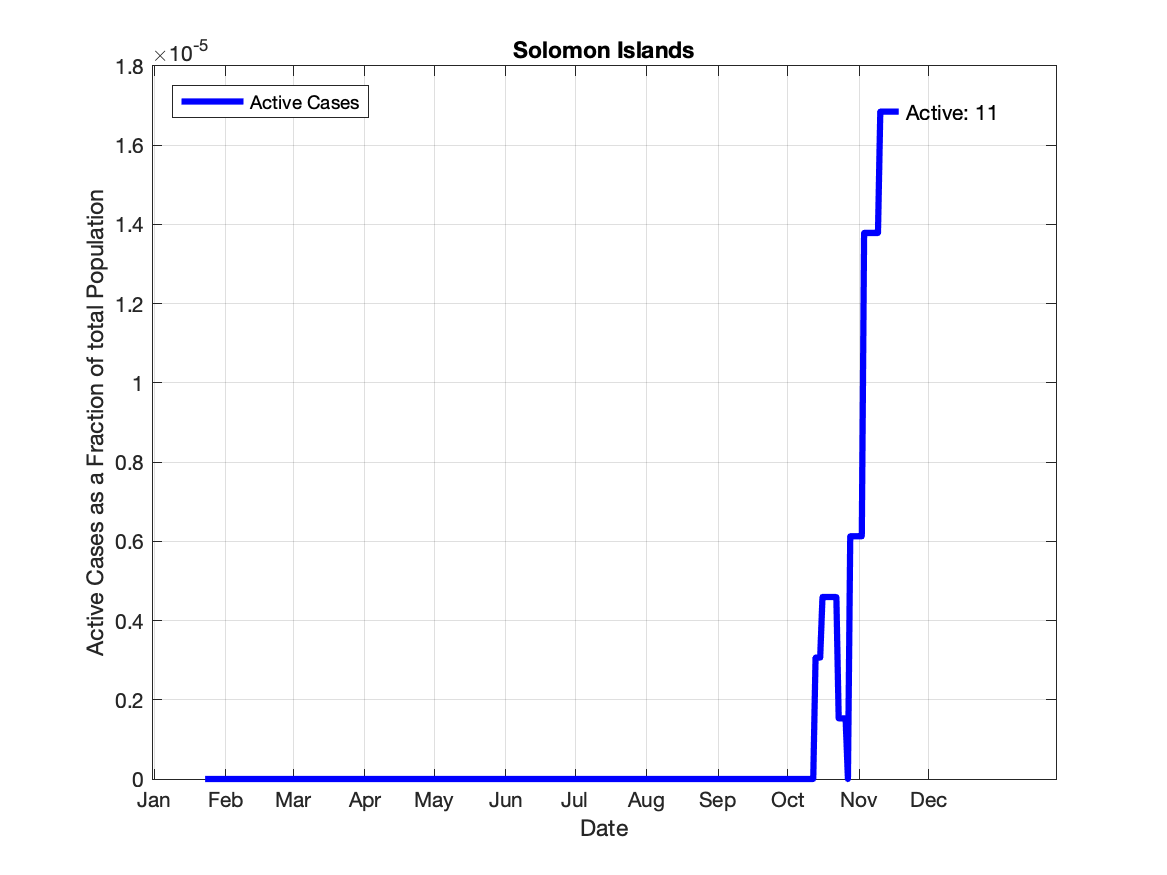 ×10-5
Solomon Islands
1.8
1.6
1.4
1.2
1
0.8
0.6
0.4
0.2
0
Active Cases as a Fraction of total Population
Active Cases
Active: 11
Jan Feb Mar Apr May Jun Jul Aug Sep Oct Nov Dec
Date